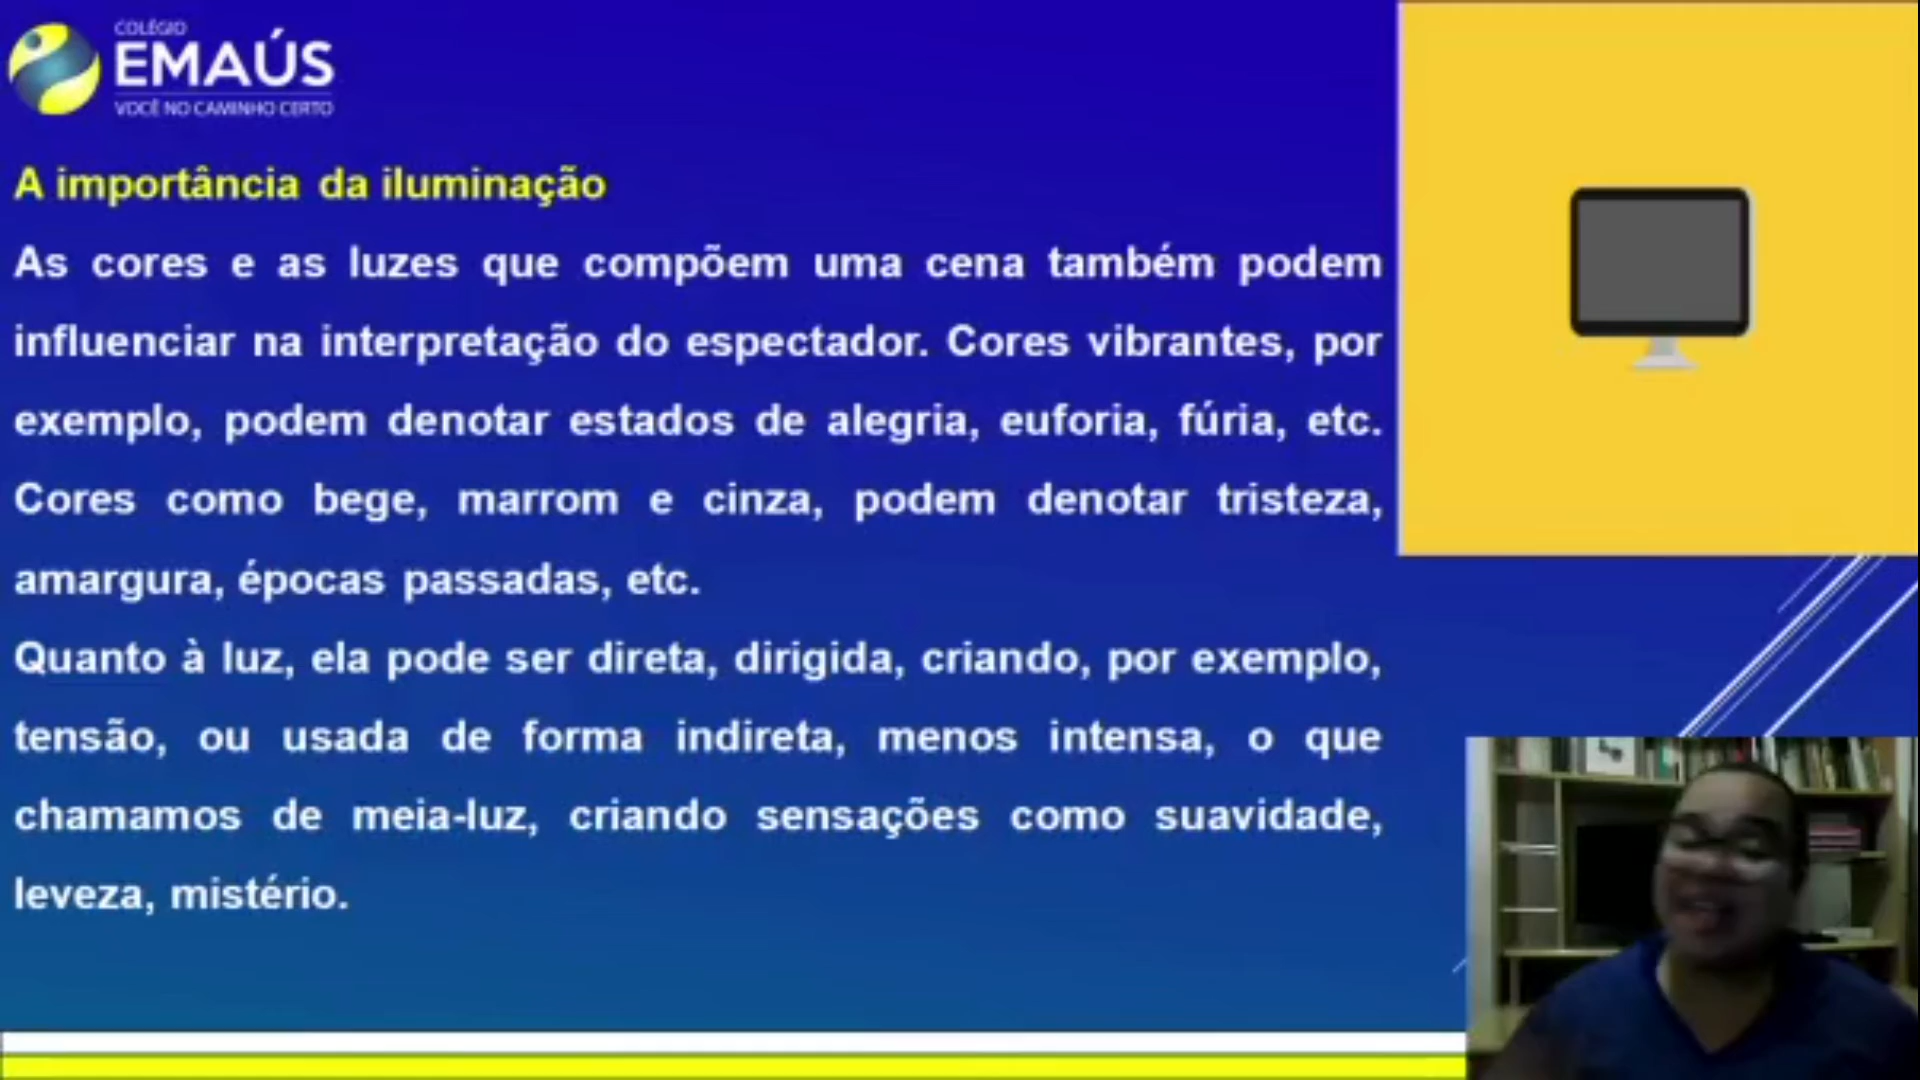 COLÉGIO
EMAÚS
VOCÊ NO CAMINHO CERTO
A importância da iluminação
As cores e as luzes que compõem uma cena também podem
influenciar na interpretação do espectador. Cores vibrantes, por
exemplo, podem denotar estados de alegria, euforia, fúria, etc.
Cores como bege, marrom e cinza, podem denotar tristeza,
amargura, épocas passadas, etc.
Quanto à luz, ela pode ser direta, dirigida, criando, por exemplo,
tensão, ou usada de forma indireta, menos intensa, o que
chamamos de meia-luz, criando sensações como suavidade,
leveza, mistério.